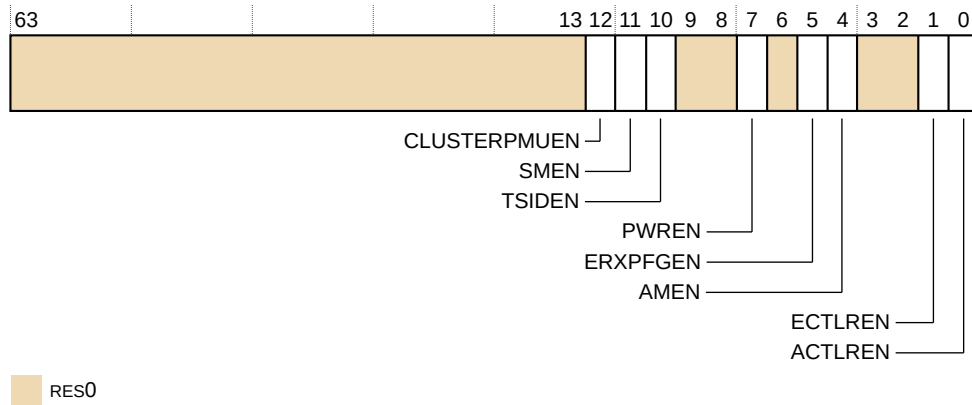 63 13 12 11 10 9 8 7 6 5 4 3 2 1 0
CLUSTERPMUEN
SMEN
TSIDEN
PWREN
ERXPFGEN
AMEN
ECTLREN
ACTLREN
RES0